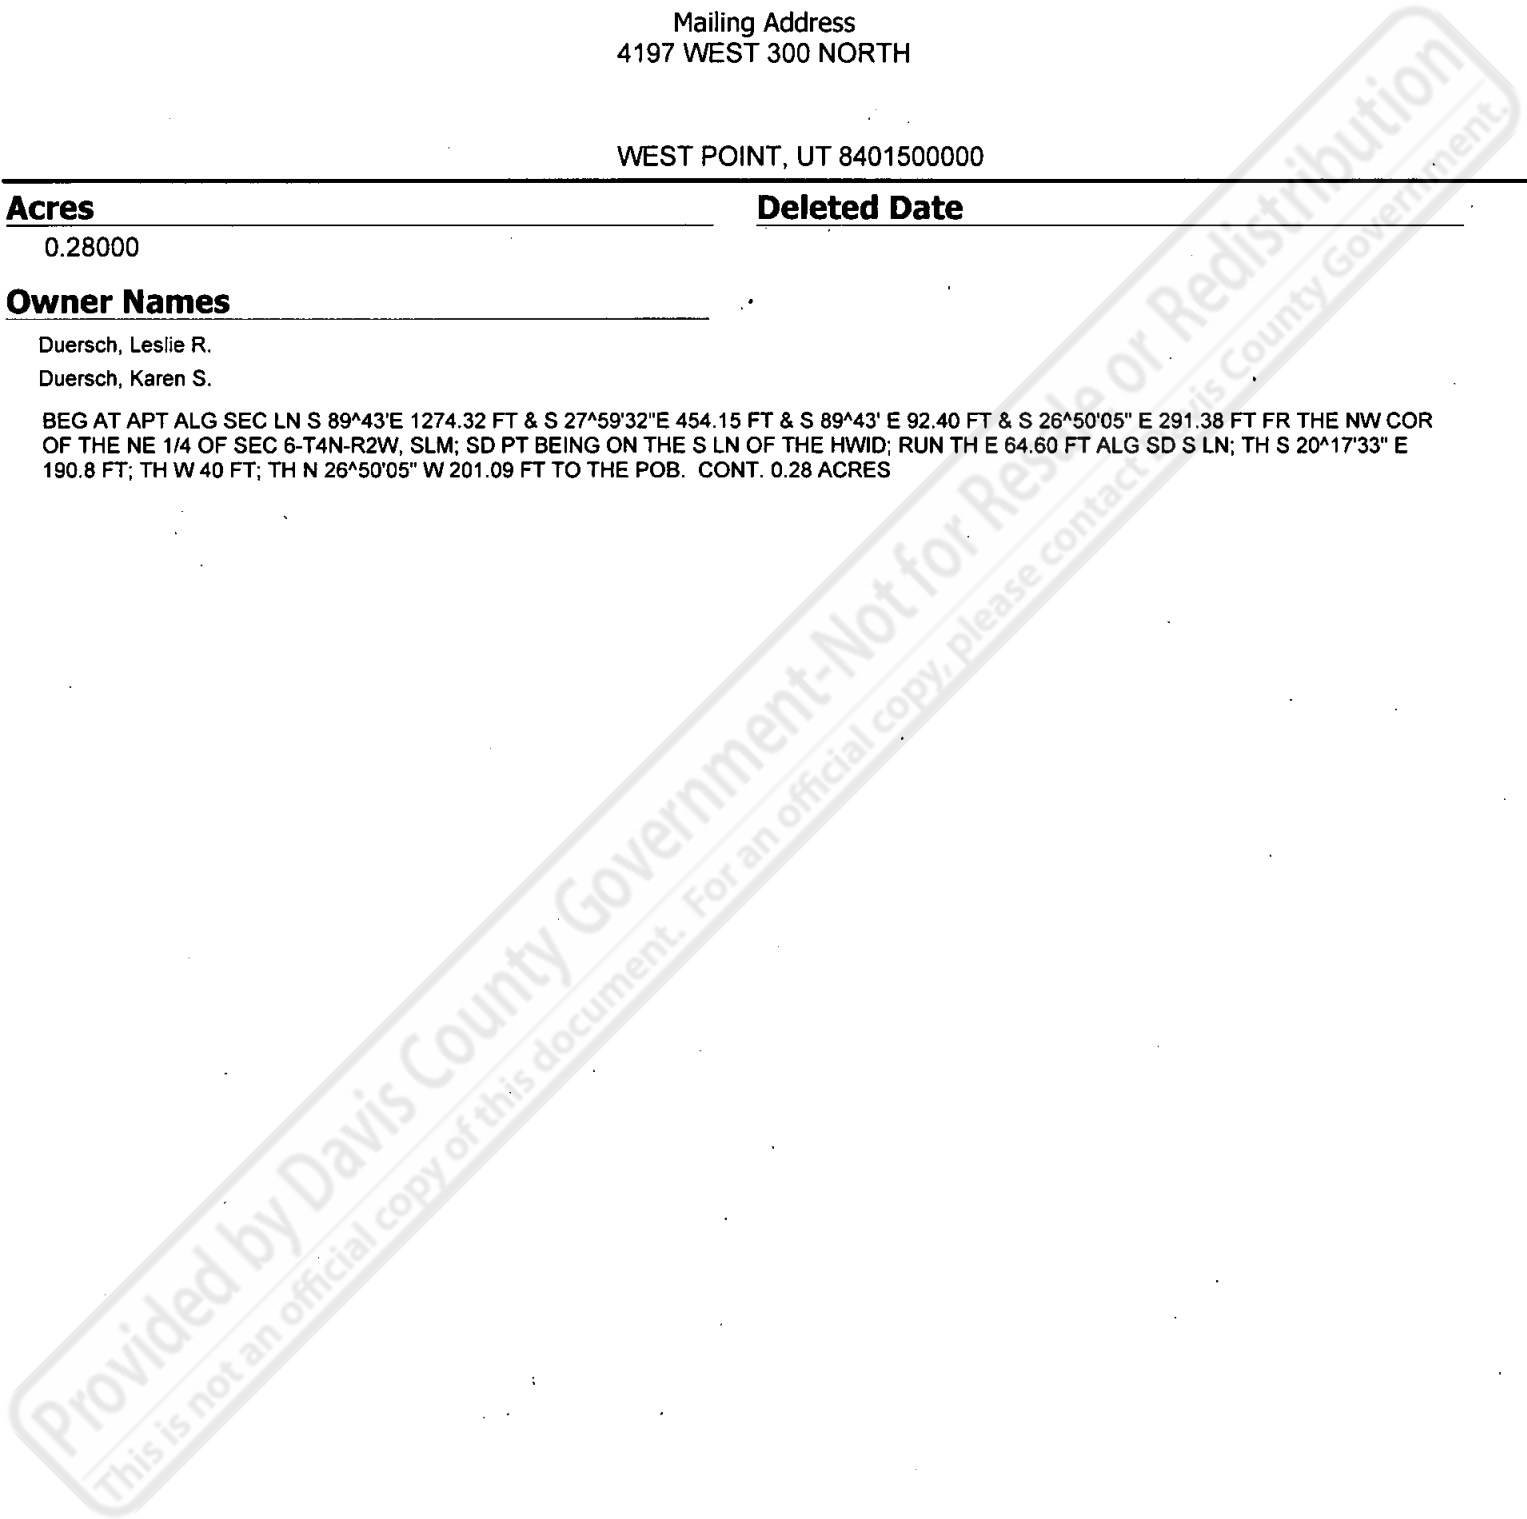 Mailing Address
4197 WEST 300 NORTH
WEST POINT, UT 8401500000
Acres
Deleted Date
0.28000
Owner Names
Duersch, Leslie R.
Duersch, Karen S.
BEG AT APT ALG SEC LN S 89^43'E 1274.32 FT & S 27^59'32"E 454.15 FT & S 89^43' E 92.40 FT & S 26^50'05" E 291.38 FT FR THE NW COR
OF THE NE 1/4 OF SEC 6-T4N-R2W, SLM; SD PT BEING ON THE S LN OF THE HWID; RUN TH E 64.60 FT ALG SD S LN; TH S 20^17'33" E
190.8 FT; TH W 40 FT; TH N 26^50'05" W 201.09 FT TO THE POB.  CONT. 0.28 ACRES
Provided by Davis County Government-Not for Resale or Redistribution
This is not an official copy of this document.  For an official copy, please contact Davis County Government.